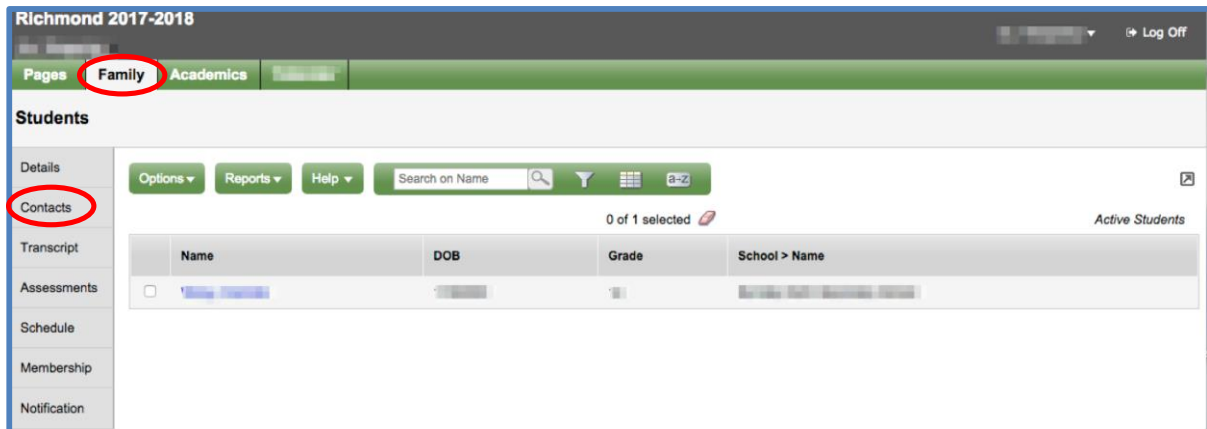 Richmond 2017-2018
Log Off
Pages Family Academics
Students
Details
Contacts
Transcript
Assessments
Schedule
Membership
Notification
Options Reports Help Search on Name a-z
0 of 1 selected Active Students
Name DOB Grade School > Name